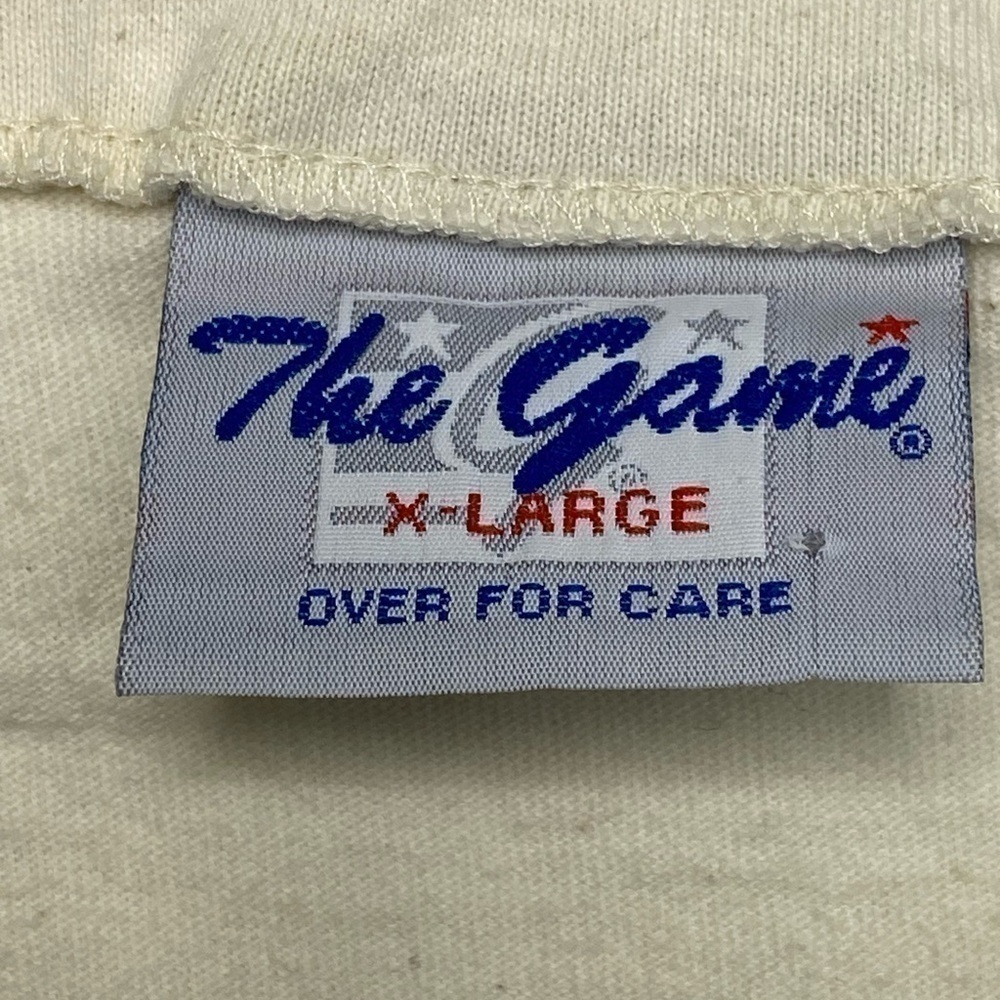 The Game®
®
X-LARGE
OVER FOR CARE